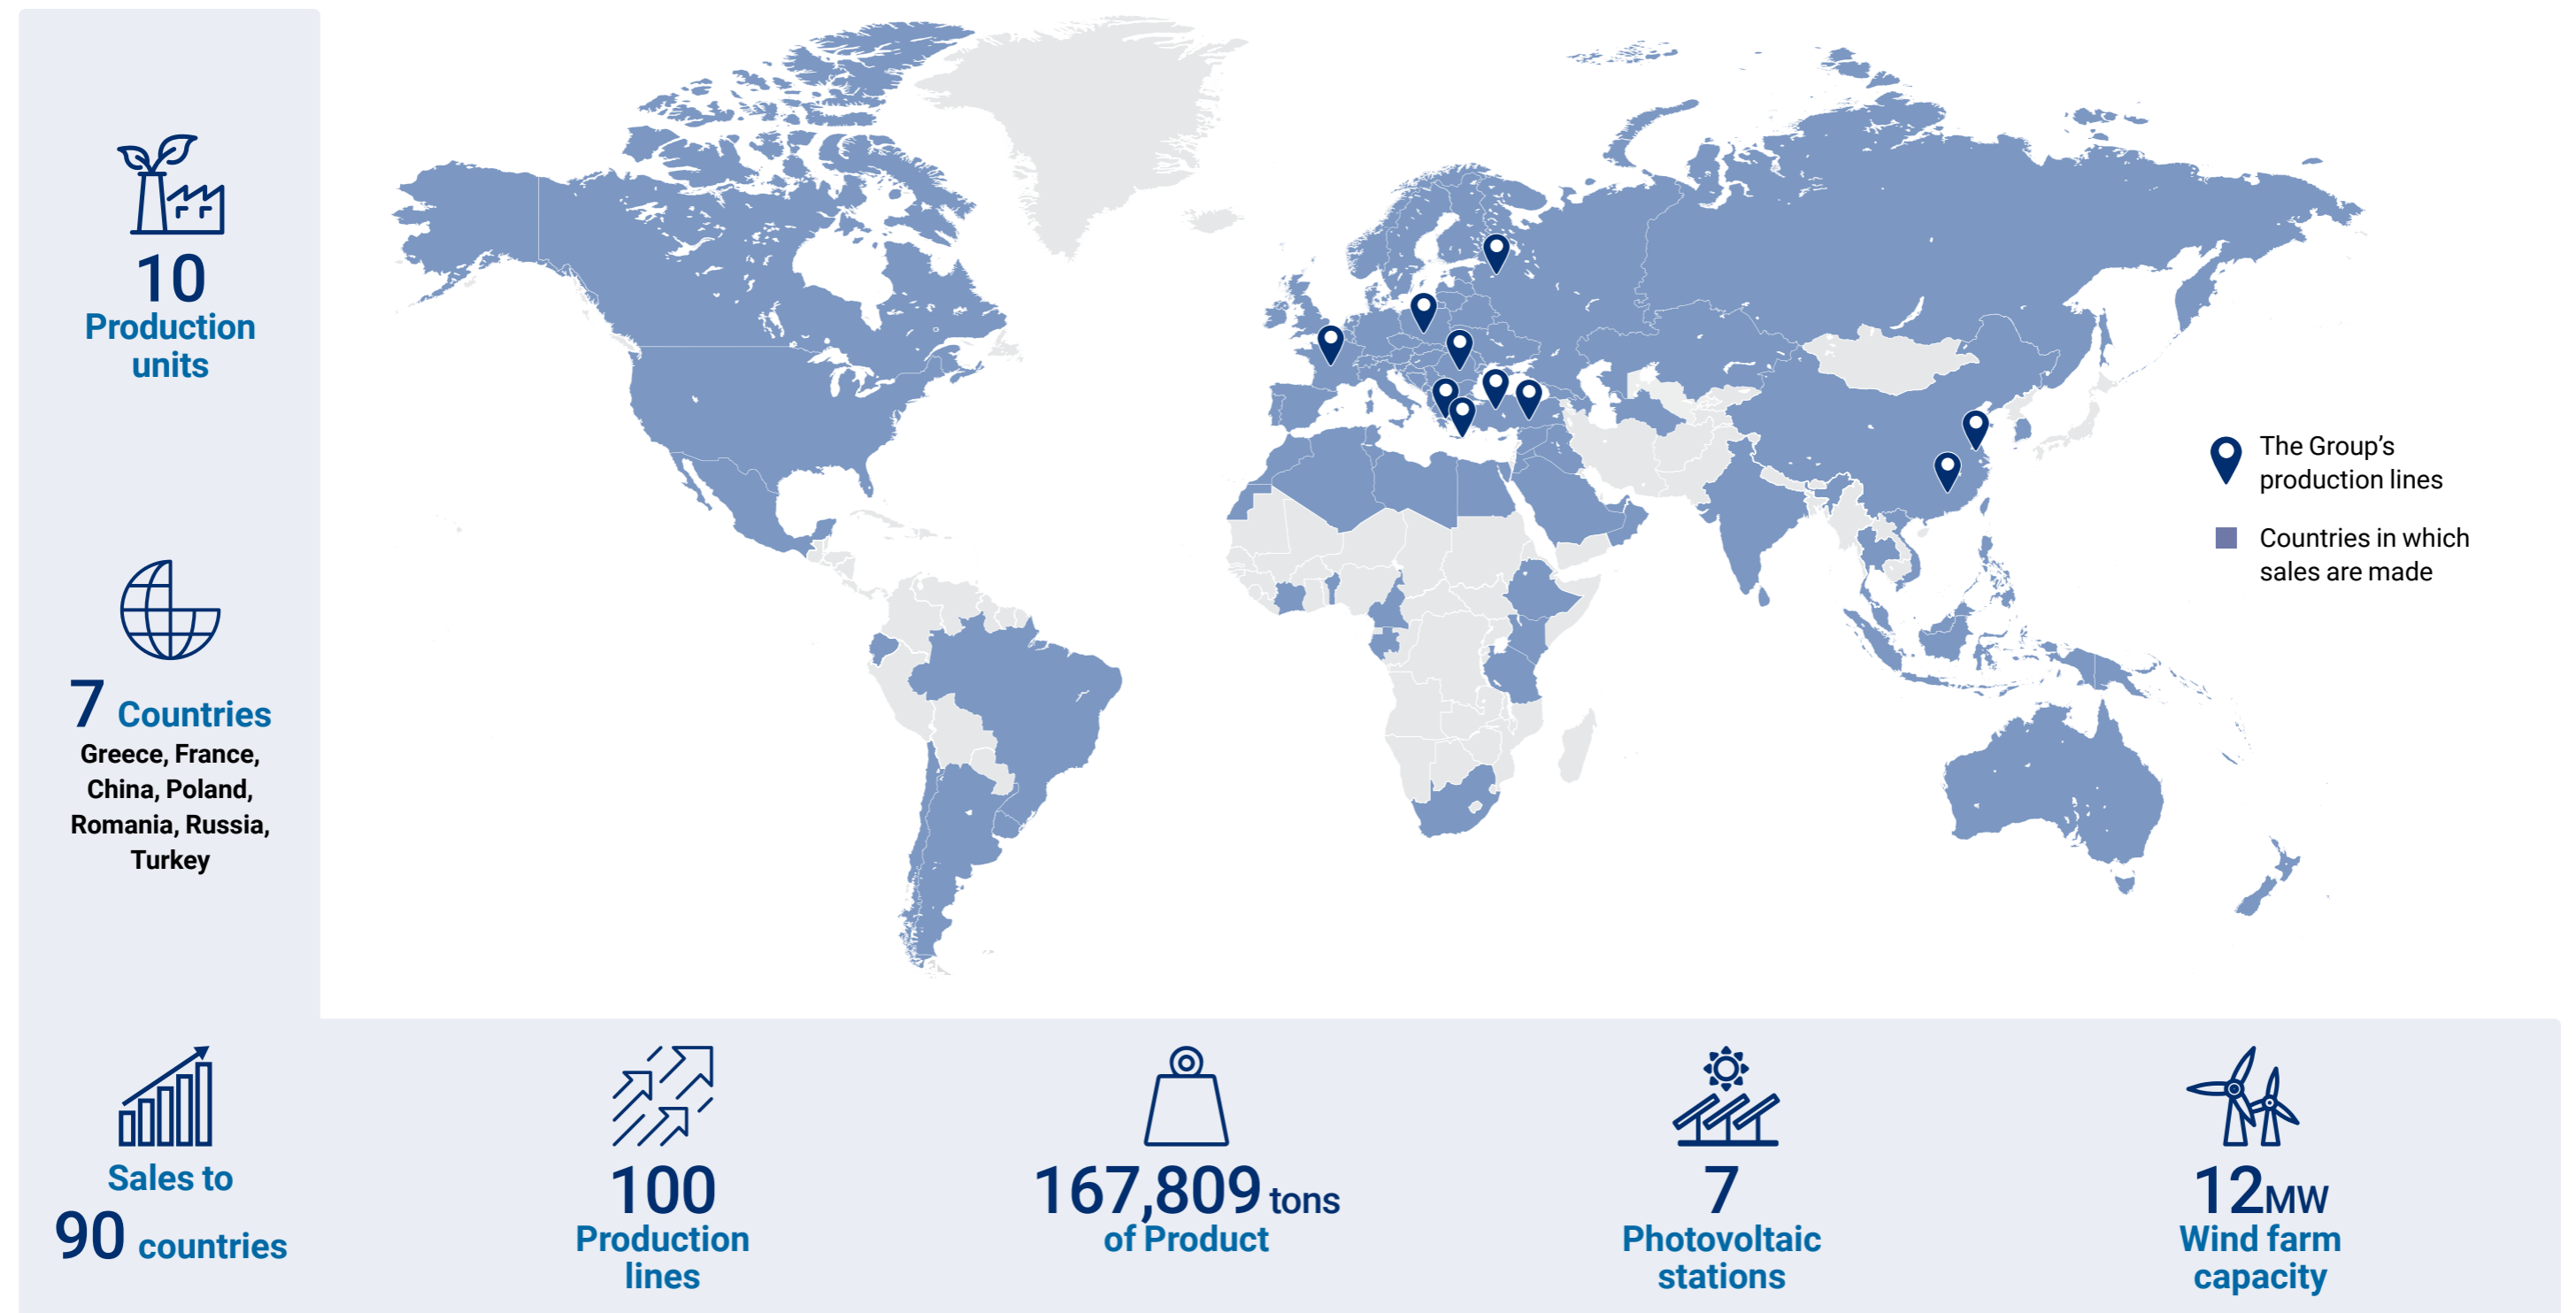 10
Production
units
7 Countries
Greece, France,
China, Poland,
Romania, Russia,
Turkey
The Group’s
production lines
Countries in which
sales are made
Sales to
90 countries
100
Production
lines
167,809 tons
of Product
7
Photovoltaic
stations
12MW
Wind farm
capacity